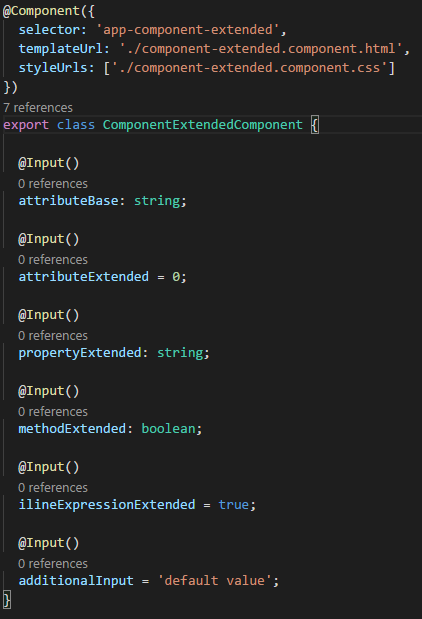 @Component({
selector: 'app-component-extended',
templateUrl: './component-extended.component.html',
styleUrls: ['./component-extended.component.css']
})
7 references
export class ComponentExtendedComponent {
@Input()
0 references
attributeBase: string;
@Input()
0 references
attributeExtended = 0;
@Input()
0 references
propertyExtended: string;
@Input()
0 references
methodExtended: boolean;
@Input()
0 references
ilineExpressionExtended = true;
@Input()
0 references
additionalInput = 'default value';
}